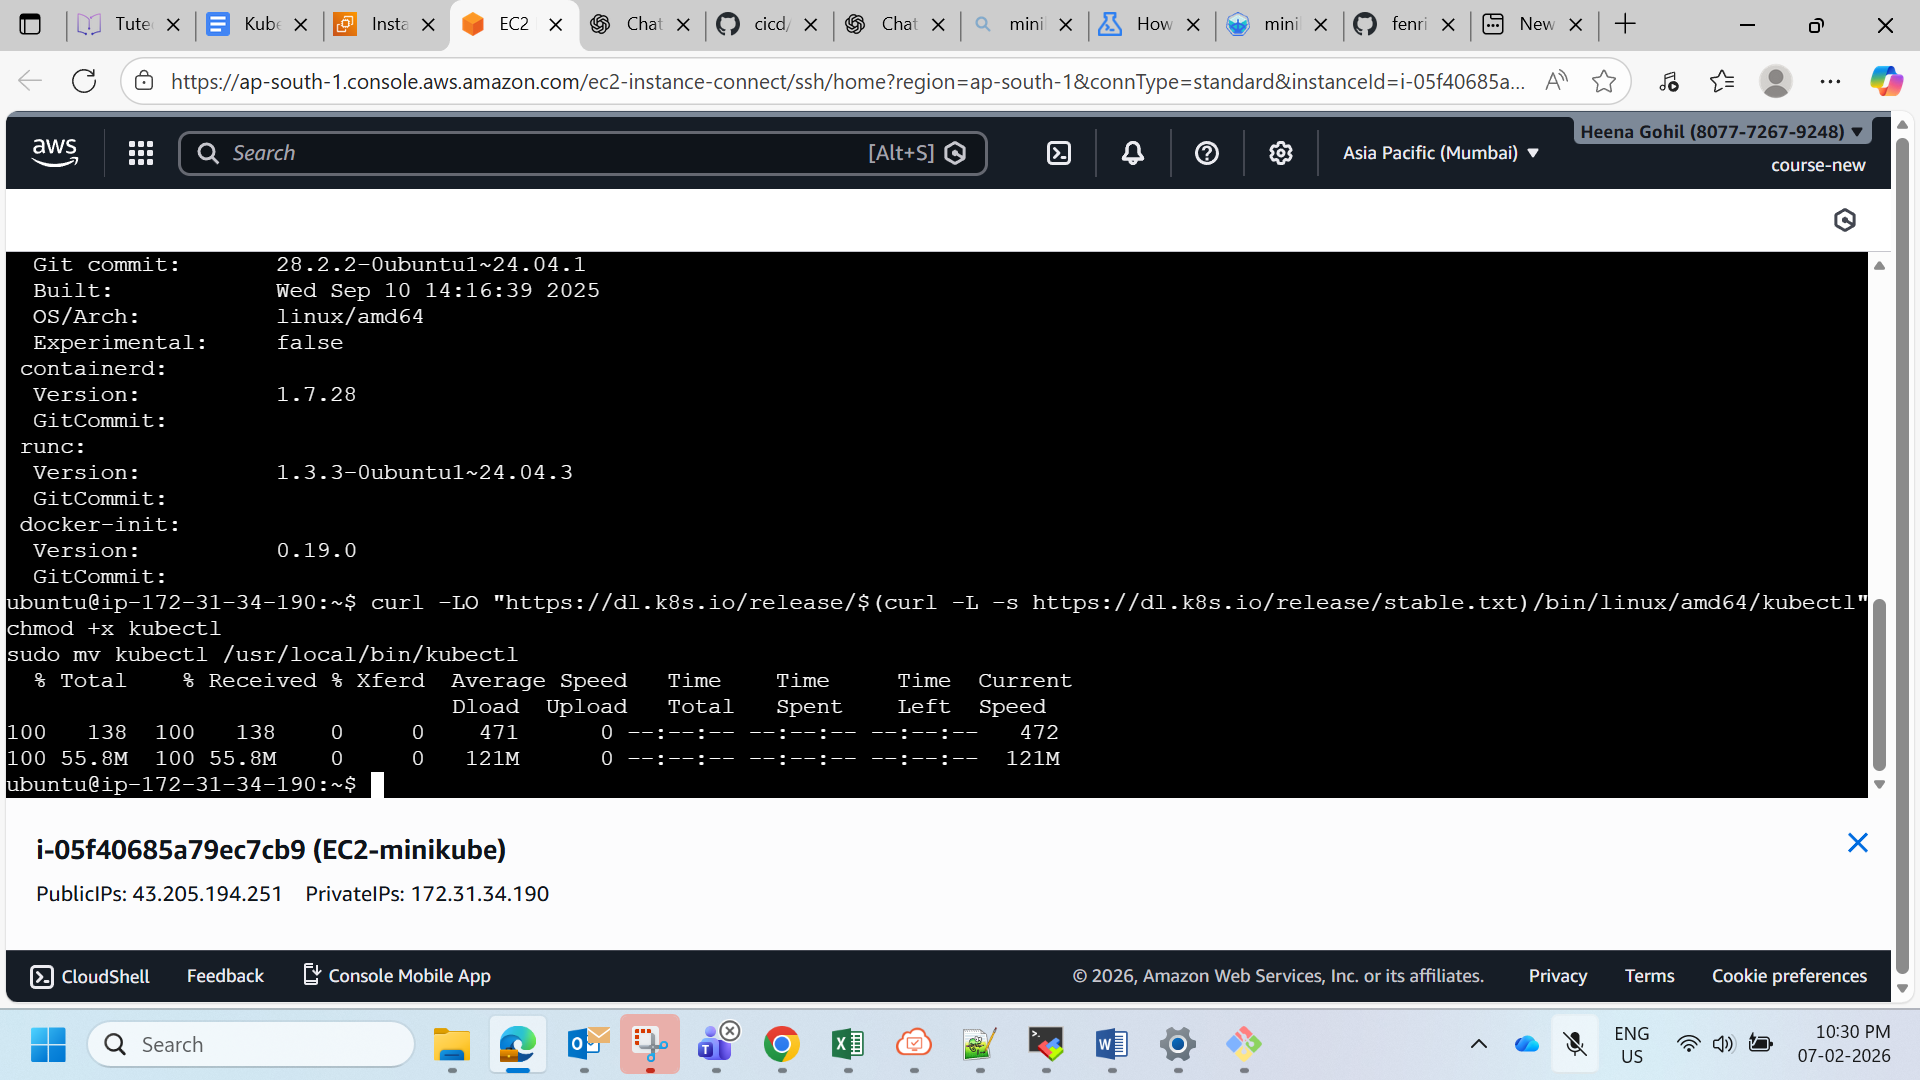 Tute
Kube
Insta
EC2
Chat
cicd/
Chat
mini
How
mini
fenri
New
https://ap-south-1.console.aws.amazon.com/ec2-instance-connect/ssh/home?region=ap-south-1&connType=standard&instanceId=i-05f40685a...
aws
Search
[Alt+S]
Asia Pacific (Mumbai)
Heena Gohil (8077-7267-9248)
course-new
Git commit: 28.2.2-0ubuntu1~24.04.1
Built: Wed Sep 10 14:16:39 2025
OS/Arch: linux/amd64
Experimental: false
containerd:
Version: 1.7.28
GitCommit:
runc:
Version: 1.3.3-0ubuntu1~24.04.3
GitCommit:
docker-init:
Version: 0.19.0
GitCommit:
ubuntu@ip-172-31-34-190:~$ curl -LO "https://dl.k8s.io/release/$(curl -L -s https://dl.k8s.io/release/stable.txt)/bin/linux/amd64/kubectl"
chmod +x kubectl
sudo mv kubectl /usr/local/bin/kubectl
% Total % Received % Xferd Average Speed Time Time Time Current
Dload Upload Total Spent Left Speed
100 138 100 138 0 0 471 0 --:--:-- --:--:-- --:--:-- 472
100 55.8M 100 55.8M 0 0 121M 0 --:--:-- --:--:-- --:--:-- 121M
ubuntu@ip-172-31-34-190:~$
i-05f40685a79ec7cb9 (EC2-minikube)
PublicIPs: 43.205.194.251 PrivateIPs: 172.31.34.190
CloudShell
Feedback
Console Mobile App
© 2026, Amazon Web Services, Inc. or its affiliates.
Privacy
Terms
Cookie preferences
Search
ENG
US
10:30 PM
07-02-2026